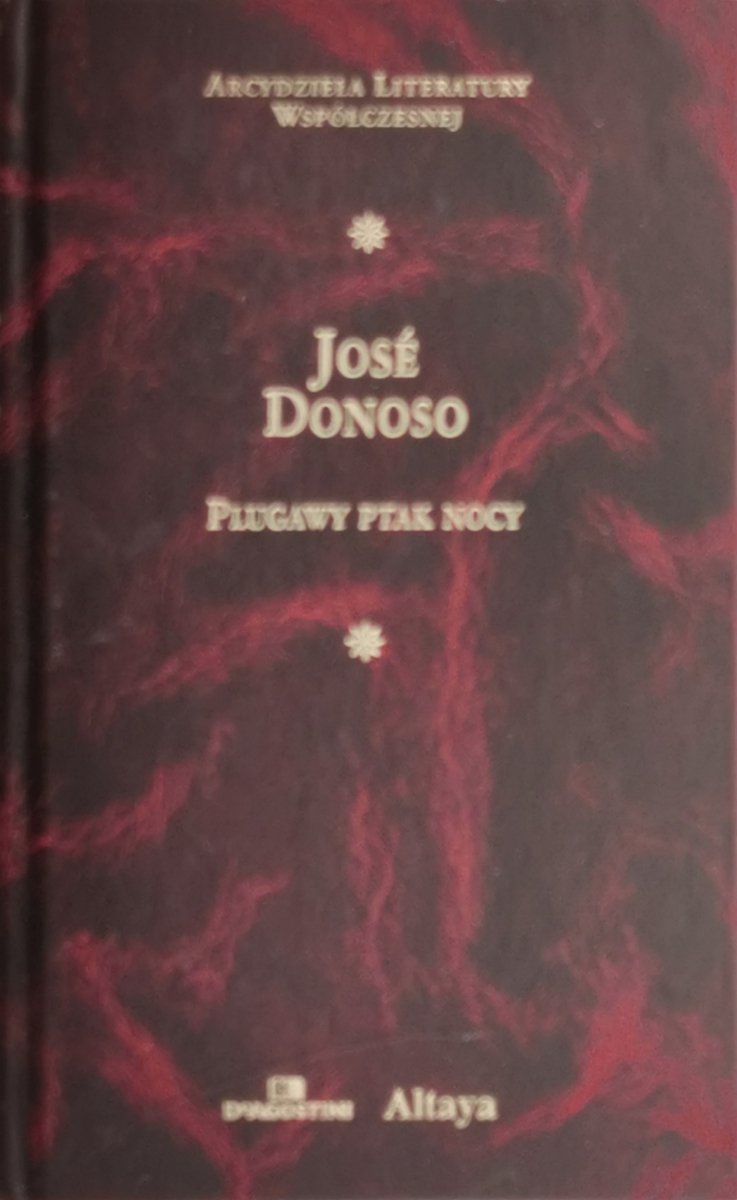 Arcydzieła Literatury
Współczesnej
José
Donoso
Plugawy ptak nocy
DeAgostini Altaya